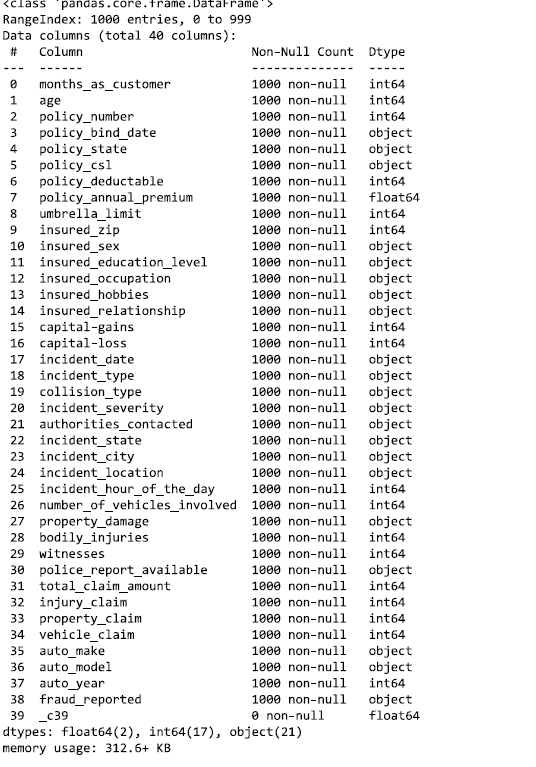 <class 'pandas.core.frame.DataFrame'>
RangeIndex: 1000 entries, 0 to 999
Data columns (total 40 columns):
 #   Column                       Non-Null Count  Dtype
---  ------                       --------------  -----
 0   months_as_customer           1000 non-null   int64
 1   age                          1000 non-null   int64
 2   policy_number                1000 non-null   int64
 3   policy_bind_date             1000 non-null   object
 4   policy_state                 1000 non-null   object
 5   policy_csl                   1000 non-null   object
 6   policy_deductable            1000 non-null   int64
 7   policy_annual_premium        1000 non-null   float64
 8   umbrella_limit               1000 non-null   int64
 9   insured_zip                  1000 non-null   int64
 10  insured_sex                  1000 non-null   object
 11  insured_education_level      1000 non-null   object
 12  insured_occupation           1000 non-null   object
 13  insured_hobbies              1000 non-null   object
 14  insured_relationship         1000 non-null   object
 15  capital-gains                1000 non-null   int64
 16  capital-loss                 1000 non-null   int64
 17  incident_date                1000 non-null   object
 18  incident_type                1000 non-null   object
 19  collision_type               1000 non-null   object
 20  incident_severity            1000 non-null   object
 21  authorities_contacted        1000 non-null   object
 22  incident_state               1000 non-null   object
 23  incident_city                1000 non-null   object
 24  incident_location            1000 non-null   object
 25  incident_hour_of_the_day     1000 non-null   int64
 26  number_of_vehicles_involved  1000 non-null   int64
 27  property_damage              1000 non-null   object
 28  bodily_injuries              1000 non-null   int64
 29  witnesses                    1000 non-null   int64
 30  police_report_available      1000 non-null   object
 31  total_claim_amount           1000 non-null   int64
 32  injury_claim                 1000 non-null   int64
 33  property_claim               1000 non-null   int64
 34  vehicle_claim                1000 non-null   int64
 35  auto_make                    1000 non-null   object
 36  auto_model                   1000 non-null   object
 37  auto_year                    1000 non-null   int64
 38  fraud_reported               1000 non-null   object
 39  _c39                         0 non-null      float64
dtypes: float64(2), int64(17), object(21)
memory usage: 312.6+ KB